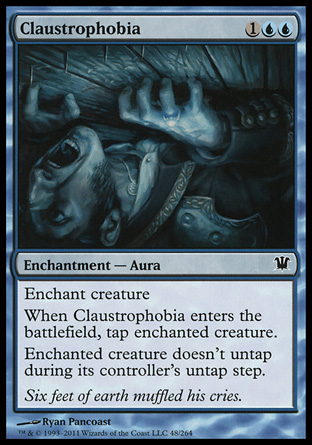 Claustrophobia 1
Enchantment — Aura
Enchant creature
When Claustrophobia enters the
battlefield, tap enchanted creature.
Enchanted creature doesn't untap
during its controller's untap step.
Six feet of earth muffled his cries.
Ryan Pancoast
™ & © 1993–2011 Wizards of the Coast LLC 48/264